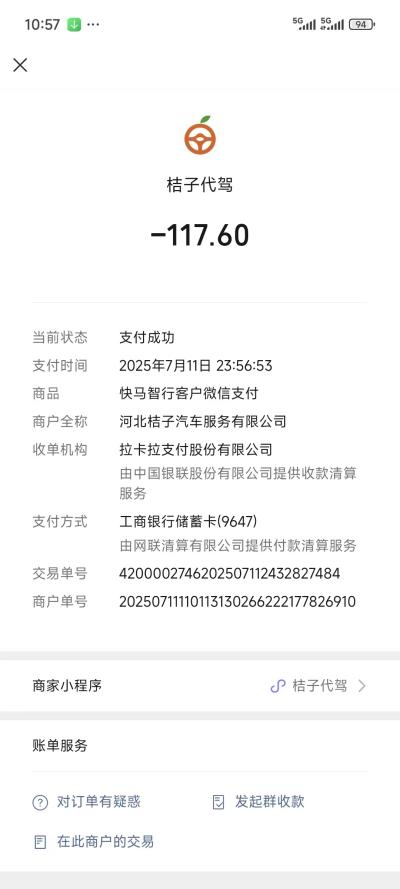 10:57
5G 5G 94
桔子代驾
-117.60
当前状态 支付成功
支付时间 2025年7月11日 23:56:53
商品 快马智行客户微信支付
商户全称 河北桔子汽车服务有限公司
收单机构 拉卡拉支付股份有限公司
由中国银联股份有限公司提供收款清算
服务
支付方式 工商银行储蓄卡(9647)
由网联清算有限公司提供付款清算服务
交易单号 4200002746202507112432827484
商户单号 20250711110113130266222177826910
商家小程序 桔子代驾
账单服务
对订单有疑惑 发起群收款
在此商户的交易